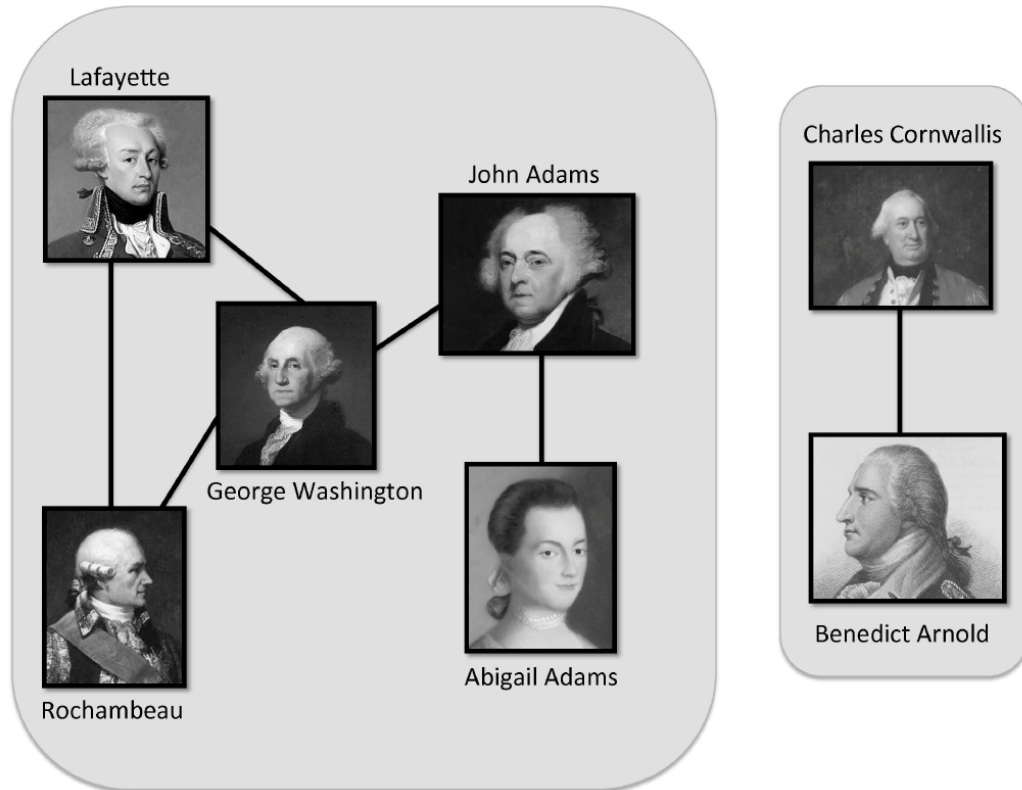 Lafayette
John Adams
George Washington
Abigail Adams
Rochambeau
Charles Cornwallis
Benedict Arnold